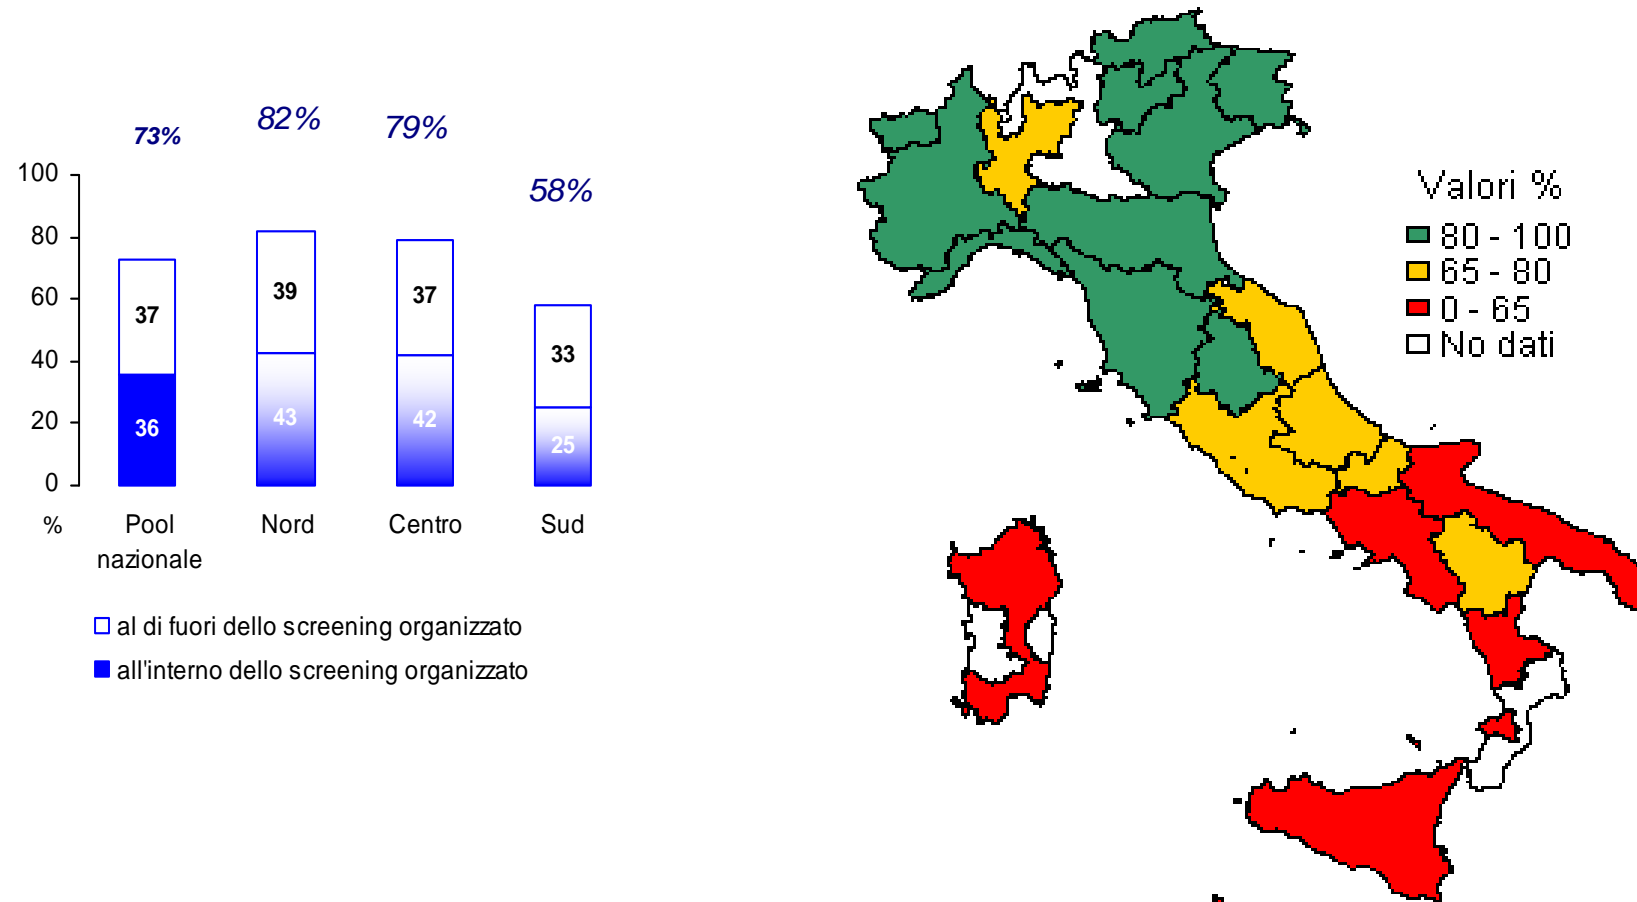 73%
82%
79%
58%
100
80
60
40
20
0
%
37
36
39
43
37
42
33
25
Pool
nazionale
Nord
Centro
Sud
al di fuori dello screening organizzato
all'interno dello screening organizzato
Valori %
80 - 100
65 - 80
0 - 65
No dati